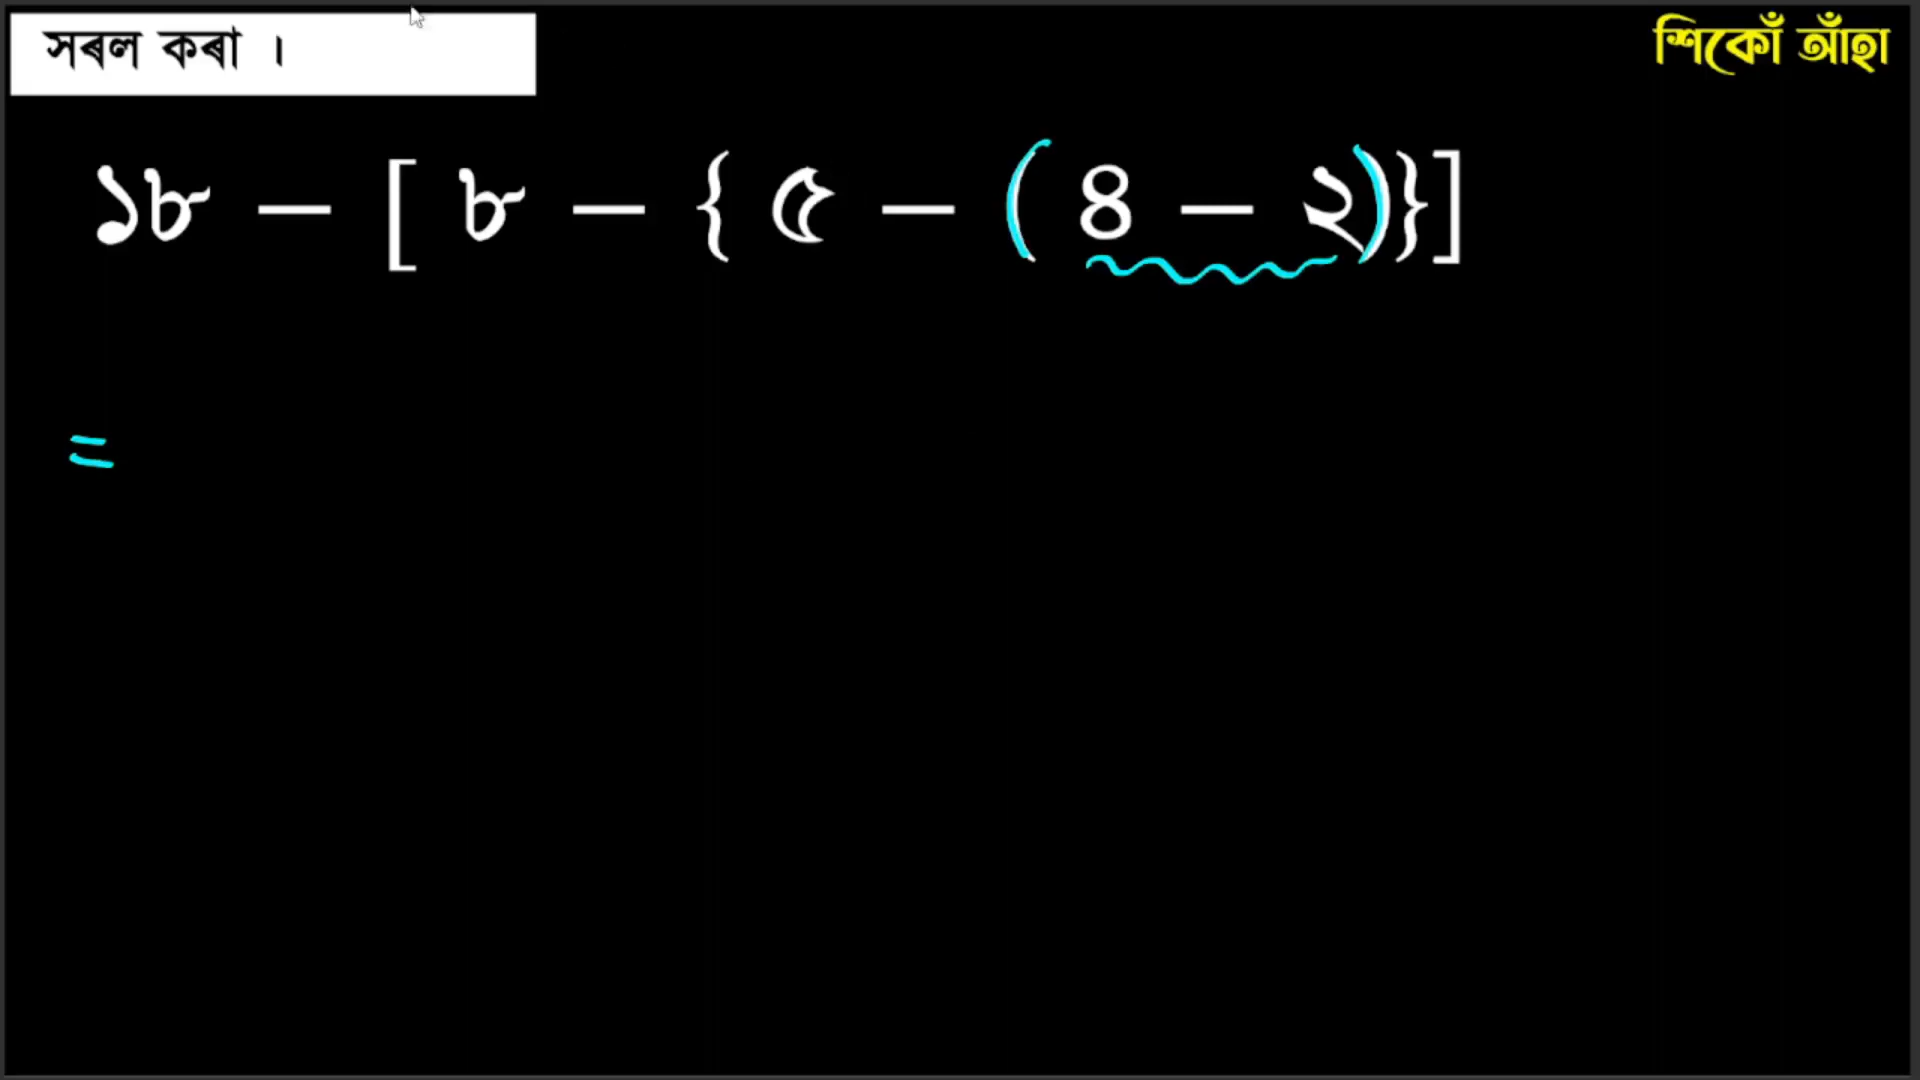 সৰল কৰা ।
শিকোঁ আঁহা
১৮ – [ ৮ – { ৫ – ( ৪ – ২)}]
=